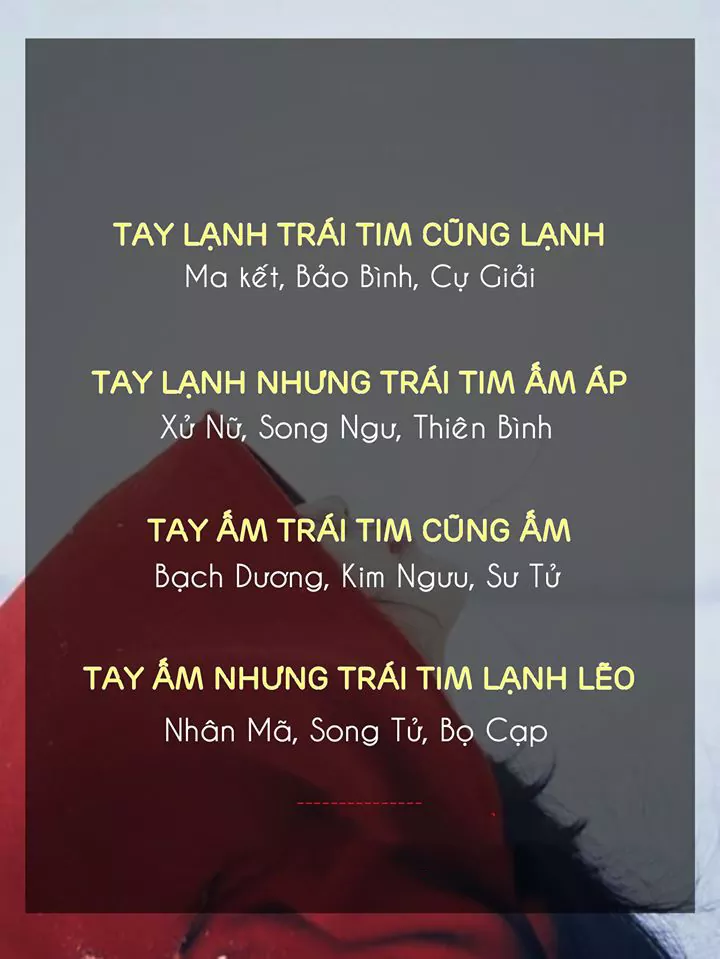 TAY LẠNH TRÁI TIM CŨNG LẠNH
Ma kết, Bảo Bình, Cự Giải
TAY LẠNH NHƯNG TRÁI TIM ẤM ÁP
Xử Nữ, Song Ngư, Thiên Bình
TAY ẤM TRÁI TIM CŨNG ẤM
Bạch Dương, Kim Ngưu, Sư Tử
TAY ẤM NHƯNG TRÁI TIM LẠNH LẼO
Nhân Mã, Song Tử, Bọ Cạp
---------------